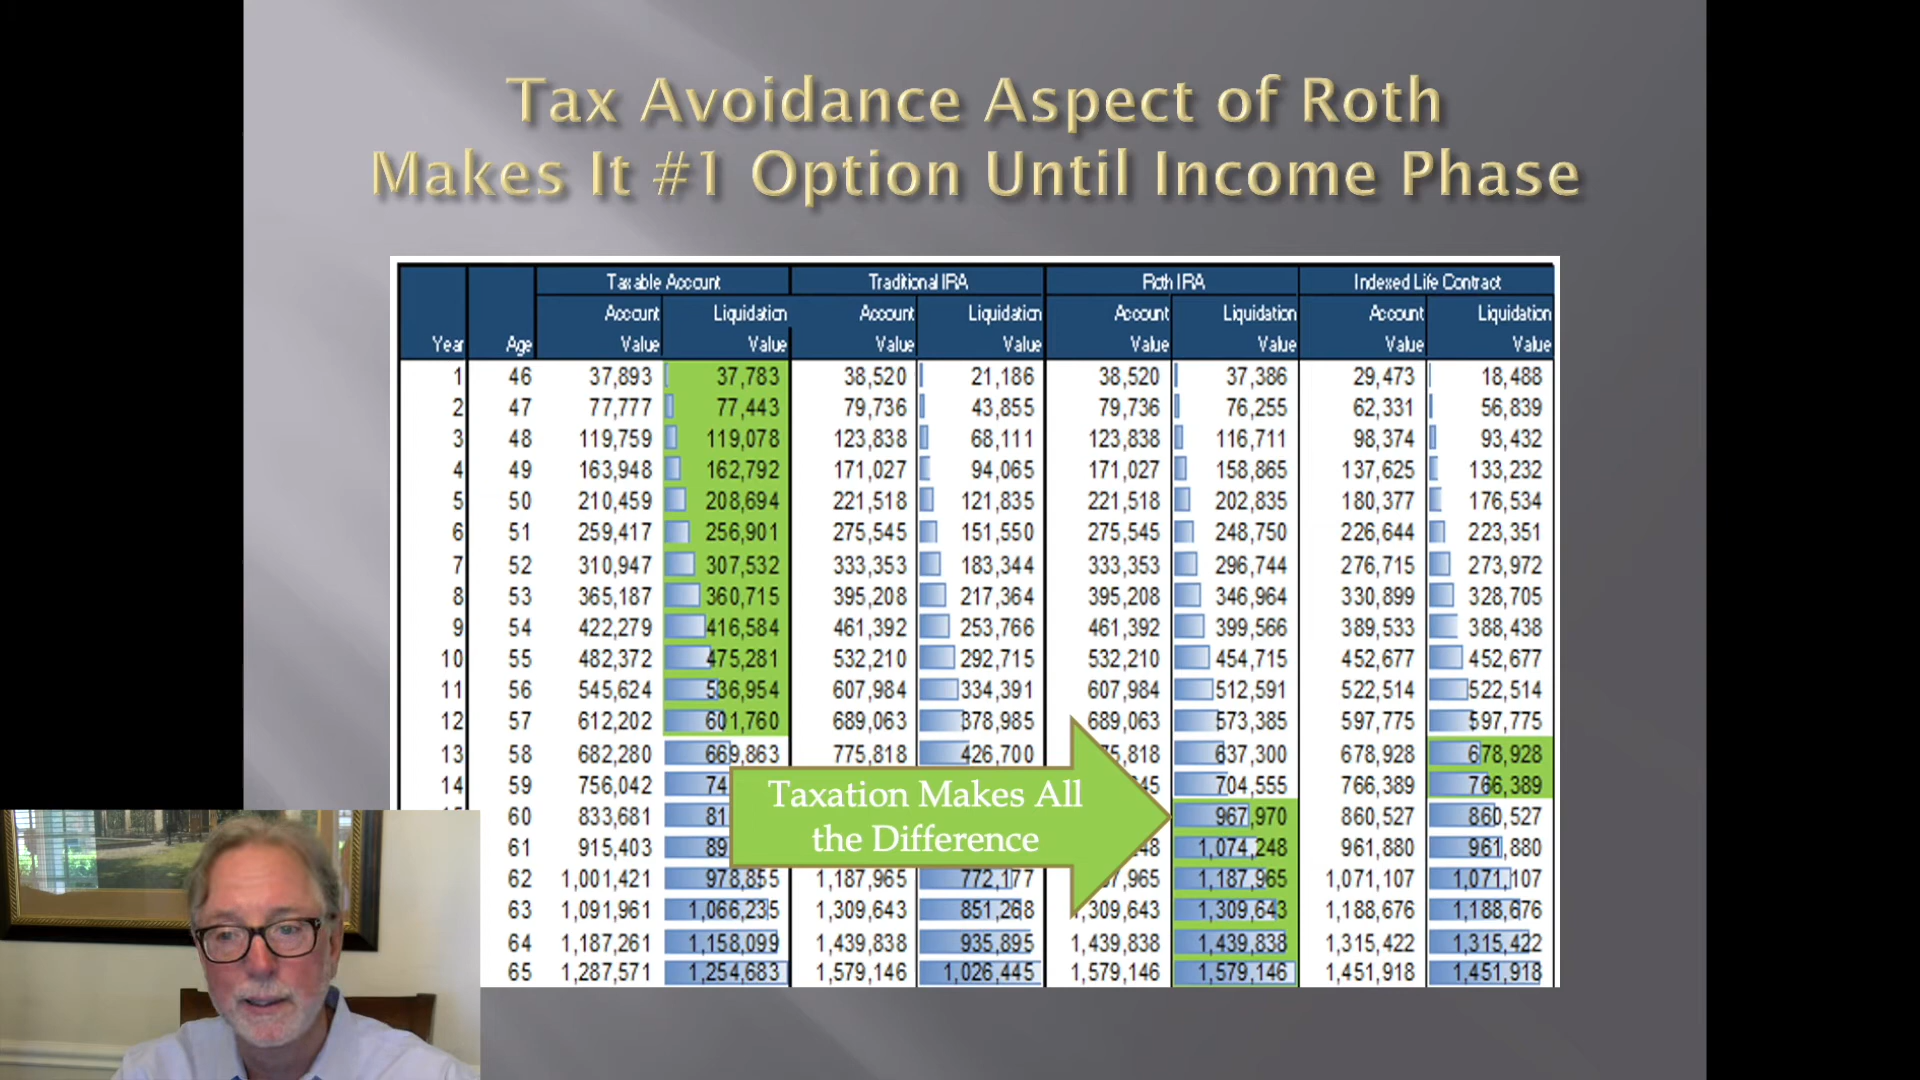 Tax Avoidance Aspect of Roth
Makes It #1 Option Until Income Phase
Taxable Account Traditional IRA Roth IRA Indexed Life Contract
Account Liquidation Account Liquidation Account Liquidation Account Liquidation
Year Age Value Value Value Value Value Value Value Value
1 46 37,893 37,783 38,520 21,186 38,520 37,386 29,473 18,488
2 47 77,777 77,443 79,736 43,855 79,736 76,255 62,331 56,839
3 48 119,759 119,078 123,838 68,111 123,838 116,711 98,374 93,432
4 49 163,948 162,792 171,027 94,065 171,027 158,865 137,625 133,232
5 50 210,459 208,694 221,518 121,835 221,518 202,835 180,377 176,534
6 51 259,417 256,901 275,545 151,550 275,545 248,750 226,644 223,351
7 52 310,947 307,532 333,353 183,344 333,353 296,744 276,715 273,972
8 53 365,187 360,715 395,208 217,364 395,208 346,964 330,899 328,705
9 54 422,279 416,584 461,392 253,766 461,392 399,566 389,533 388,438
10 55 482,372 475,281 532,210 292,715 532,210 454,715 452,677 452,677
11 56 545,624 536,954 607,984 334,391 607,984 512,591 522,514 522,514
12 57 612,202 601,760 689,063 378,985 689,063 573,385 597,775 597,775
13 58 682,280 669,863 775,818 426,700 5,818 637,300 678,928 678,928
14 59 756,042 74 45 704,555 766,389 766,389
60 833,681 81 967,970 860,527 860,527
61 915,403 89 48 1,074,248 961,880 961,880
62 1,001,421 978,855 1,187,965 772,177 7,965 1,187,965 1,071,107 1,071,107
63 1,091,961 1,066,235 1,309,643 851,268 1,309,643 1,309,643 1,188,676 1,188,676
64 1,187,261 1,158,099 1,439,838 935,895 1,439,838 1,439,838 1,315,422 1,315,422
65 1,287,571 1,254,683 1,579,146 1,026,445 1,579,146 1,579,146 1,451,918 1,451,918
Taxation Makes All
the Difference